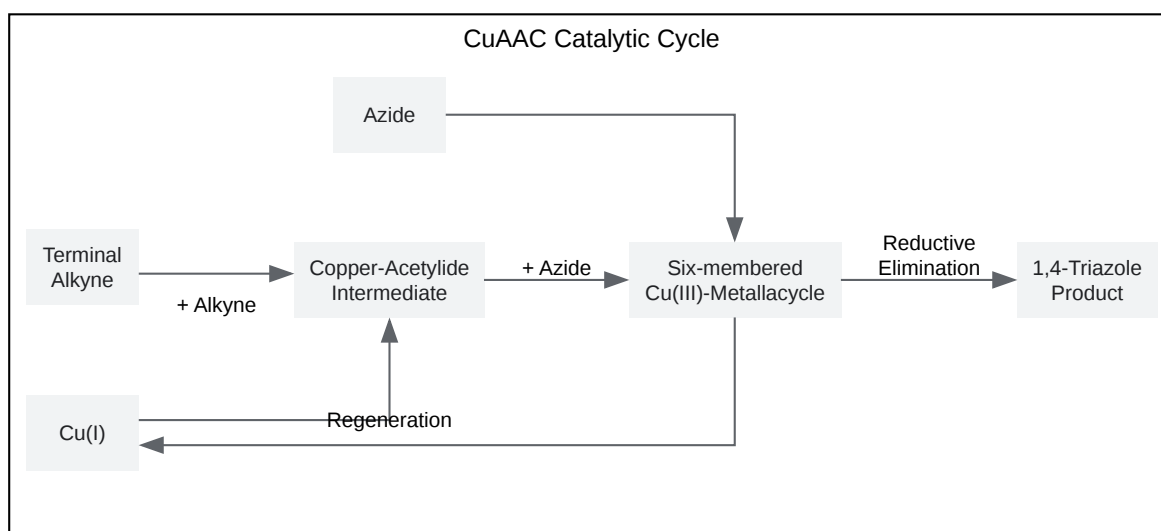 CuAAC Catalytic Cycle
Azide
Terminal
Alkyne
+ Alkyne
Copper-Acetylide
Intermediate
+ Azide
Six-membered
Cu(III)-Metallacycle
Reductive
Elimination
1,4-Triazole
Product
Cu(I)
Regeneration